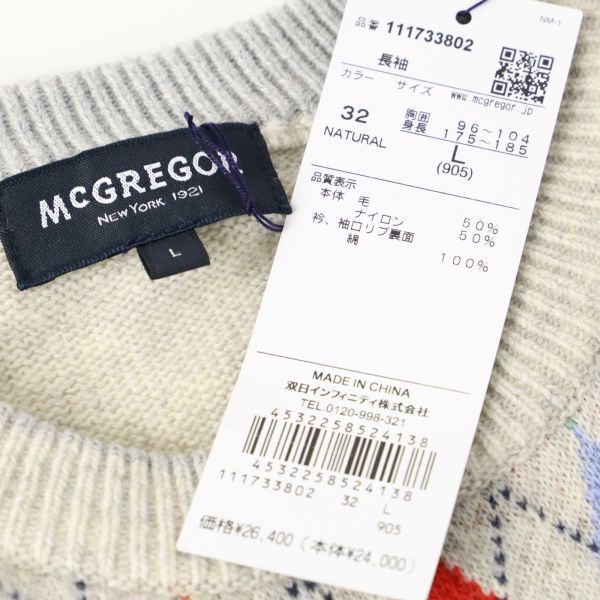 McGREGOR
NEW YORK 1921
L
NM-1
品番 111733802
長袖
カラー サイズ www.mcgregor.jp
32 胸囲 96～104
NATURAL 身長 175～185
L
(905)
品質表示
本体 毛 50%
ナイロン 50%
衿、袖口リブ裏面
綿 100%
MADE IN CHINA
双日インフィニティ株式会社
TEL.0120-998-321
4532258524138
4532258524138
111733802 32 L
905
価格¥26,400 (本体¥24,000)